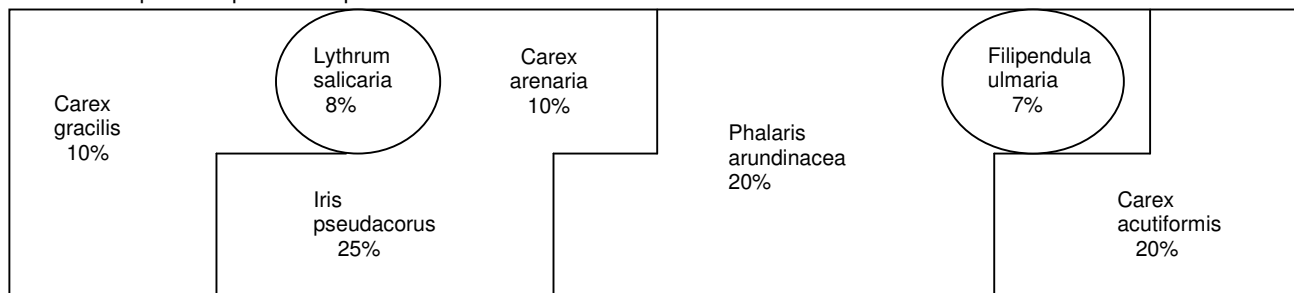 Carex
gracilis
10%
Lythrum
salicaria
8%
Carex
arenaria
10%
Iris
pseudacorus
25%
Phalaris
arundinacea
20%
Filipendula
ulmaria
7%
Carex
acutiformis
20%